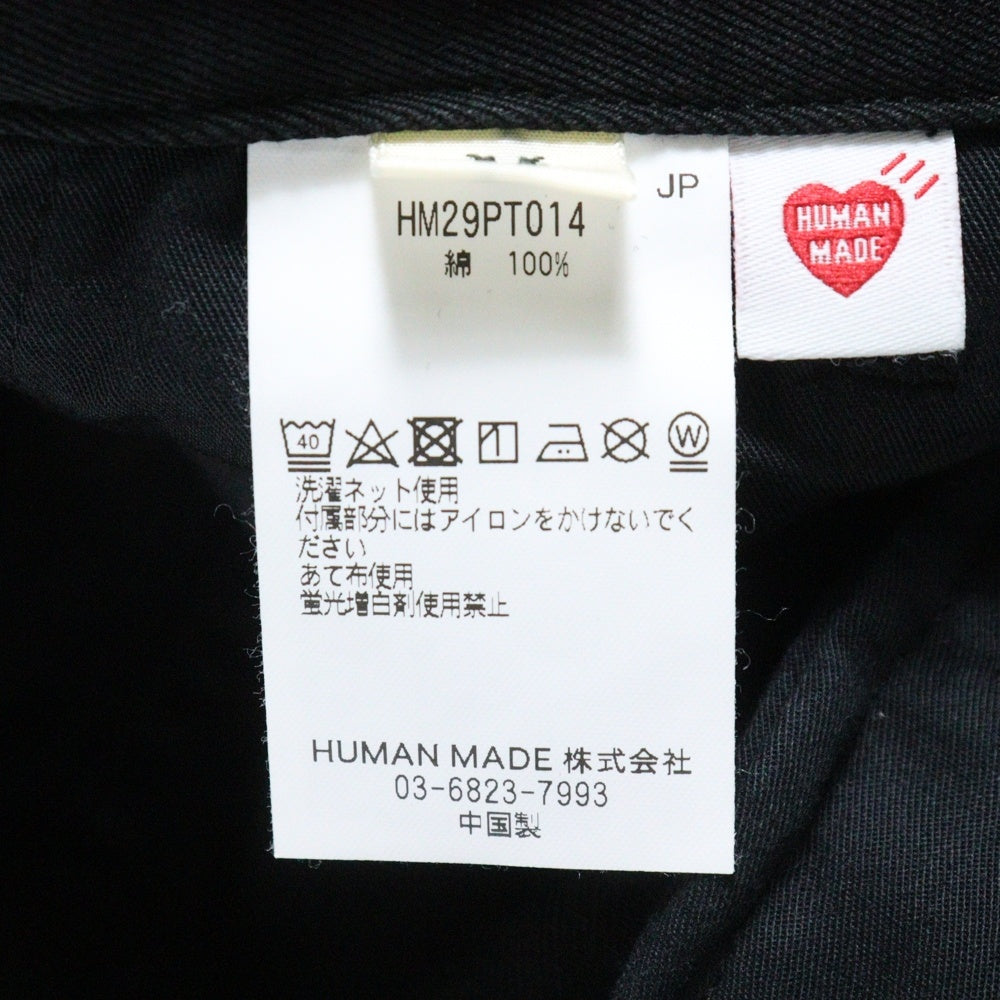 JP
HM29PT014
綿 100%
HUMAN
MADE
40
W
洗濯ネット使用
付属部分にはアイロンをかけないでく
ださい
あて布使用
蛍光増白剤使用禁止
HUMAN MADE 株式会社
03-6823-7993
中国製